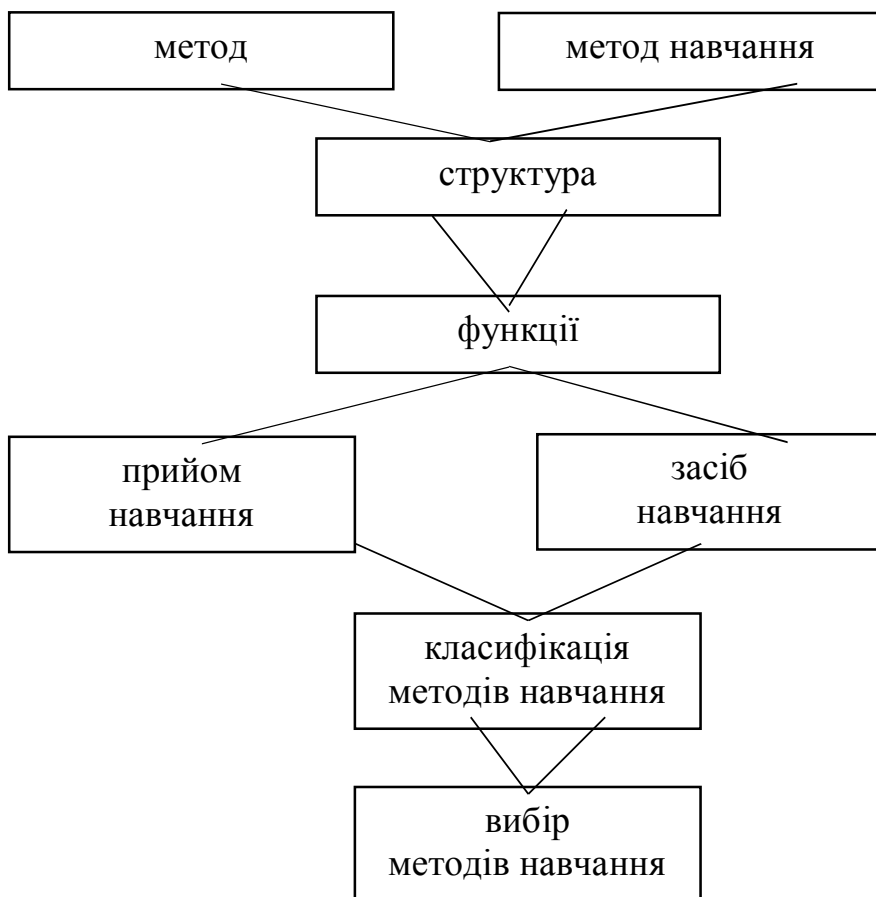 метод
метод навчання
структура
функції
прийом
навчання
засіб
навчання
класифікація
методів навчання
вибір
методів навчання